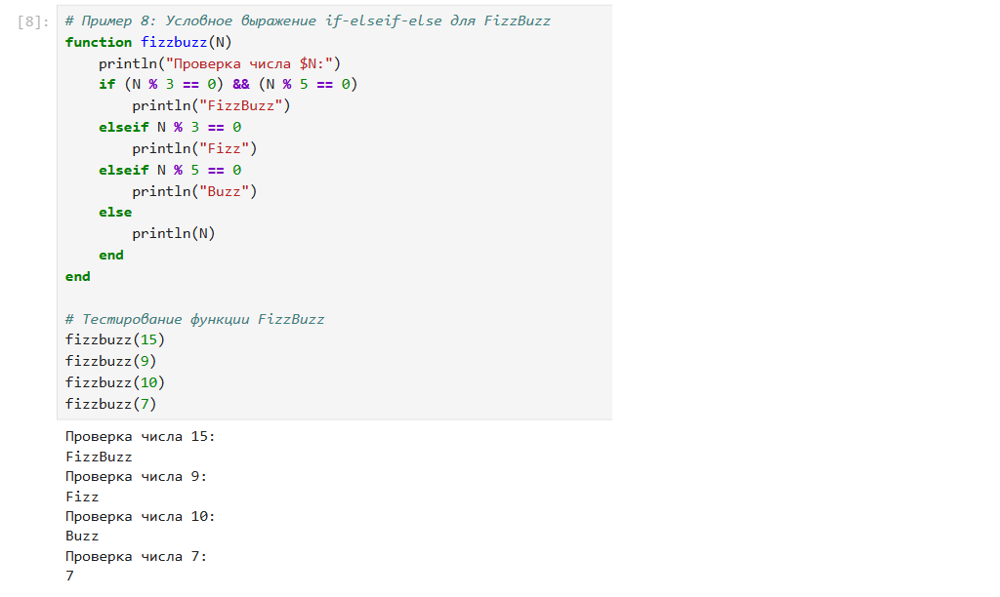 [8]: # Пример 8: Условное выражение if-elseif-else для FizzBuzz
function fizzbuzz(N)
    println("Проверка числа $N:")
    if (N % 3 == 0) && (N % 5 == 0)
        println("FizzBuzz")
    elseif N % 3 == 0
        println("Fizz")
    elseif N % 5 == 0
        println("Buzz")
    else
        println(N)
    end
end

# Тестирование функции FizzBuzz
fizzbuzz(15)
fizzbuzz(9)
fizzbuzz(10)
fizzbuzz(7)
Проверка числа 15:
FizzBuzz
Проверка числа 9:
Fizz
Проверка числа 10:
Buzz
Проверка числа 7:
7